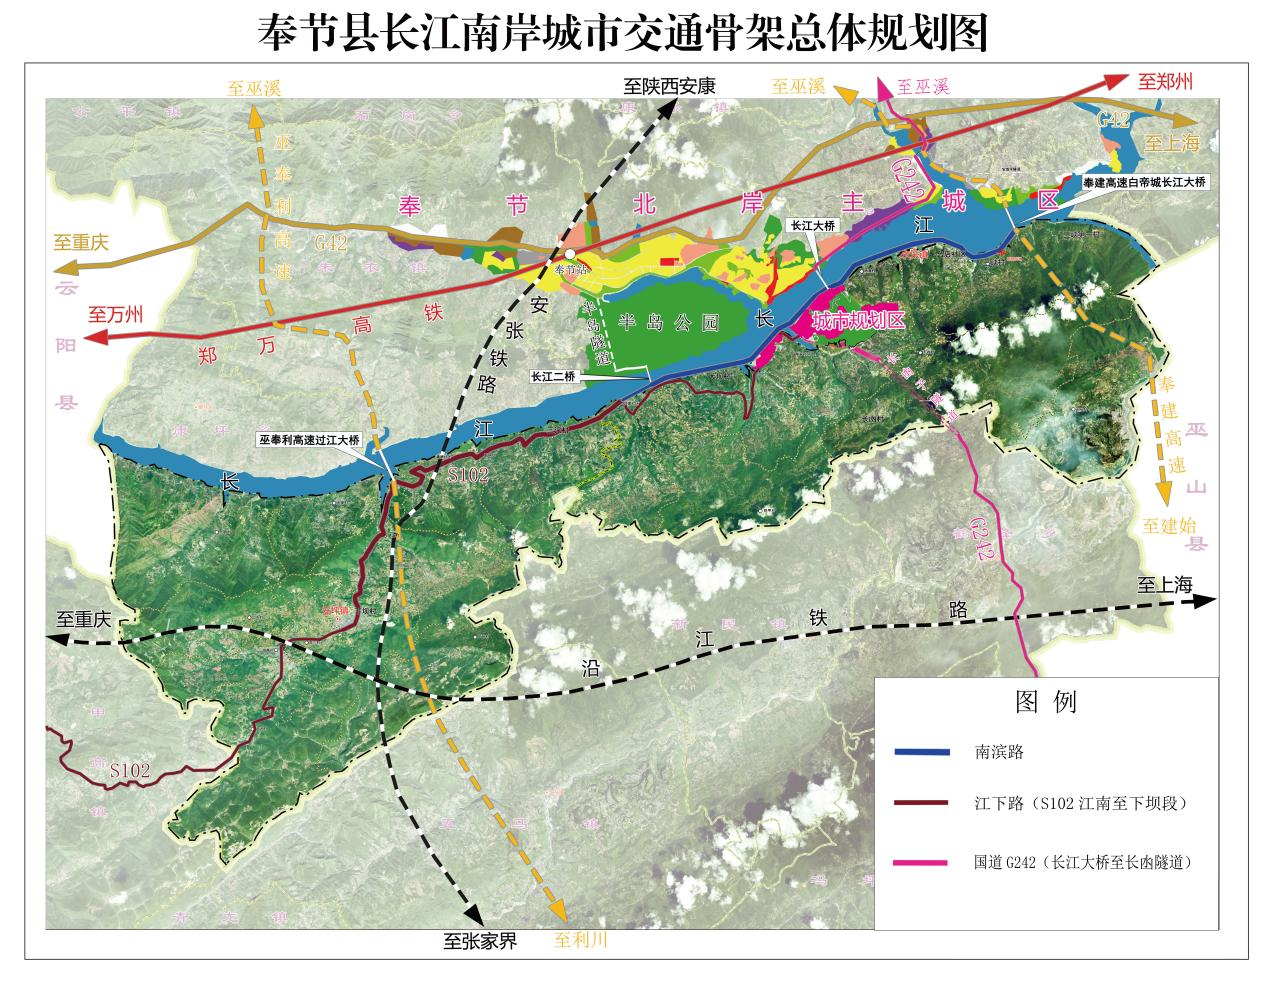 奉节县长江南岸城市交通骨架总体规划图
至巫溪
至陕西安康
至巫溪
至巫溪
至郑州
G42
至上海
巫奉利高速
G242
奉建高速白帝城长江大桥
奉节北岸主城区
长江大桥
江
至重庆
G42
奉节站
云阳县
至万州
郑万高铁
安张铁路
半岛公园
半岛隧道
长
城市规划区
长江二桥
奉建高速
巫奉利高速过江大桥
江
长
S102
巫山县
至建始
G242
至重庆
至上海
沿江铁路
新民镇
S102
图例
南滨路
江下路（S102 江南至下坝段）
国道 G242（长江大桥至长凼隧道）
至张家界
至利川